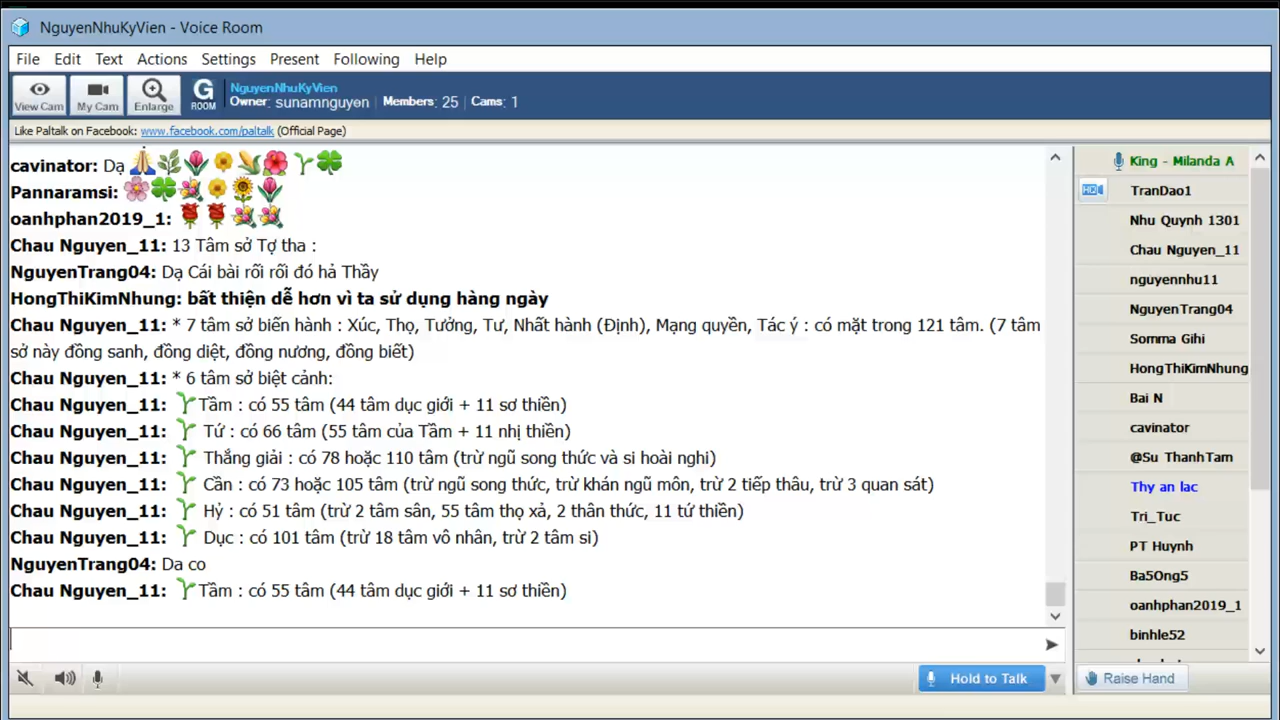 NguyenNhuKyVien - Voice Room
File Edit Text Actions Settings Present Following Help
View Cam
My Cam
Enlarge
G
ROOM
NguyenNhuKyVien
Owner: sunamnguyen | Members: 25 | Cams: 1
Like Paltalk on Facebook: www.facebook.com/paltalk (Official Page)
cavinator: Dạ
Pannaramsi:
oanhphan2019_1:
Chau Nguyen_11: 13 Tâm sở Tợ tha :
NguyenTrang04: Dạ Cái bài rối rối đó hả Thầy
HongThiKimNhung: bất thiện dễ hơn vì ta sử dụng hàng ngày
Chau Nguyen_11: * 7 tâm sở biến hành : Xúc, Thọ, Tưởng, Tư, Nhất hành (Định), Mạng quyền, Tác ý : có mặt trong 121 tâm. (7 tâm
sở này đồng sanh, đồng diệt, đồng nương, đồng biết)
Chau Nguyen_11: * 6 tâm sở biệt cảnh:
Chau Nguyen_11: Tầm : có 55 tâm (44 tâm dục giới + 11 sơ thiền)
Chau Nguyen_11: Tứ : có 66 tâm (55 tâm của Tầm + 11 nhị thiền)
Chau Nguyen_11: Thắng giải : có 78 hoặc 110 tâm (trừ ngũ song thức và si hoài nghi)
Chau Nguyen_11: Cần : có 73 hoặc 105 tâm (trừ ngũ song thức, trừ khán ngũ môn, trừ 2 tiếp thâu, trừ 3 quan sát)
Chau Nguyen_11: Hỷ : có 51 tâm (trừ 2 tâm sân, 55 tâm thọ xả, 2 thân thức, 11 tứ thiền)
Chau Nguyen_11: Dục : có 101 tâm (trừ 18 tâm vô nhân, trừ 2 tâm si)
NguyenTrang04: Da co
Chau Nguyen_11: Tầm : có 55 tâm (44 tâm dục giới + 11 sơ thiền)
Hold to Talk
King - Milanda A
HD
TranDao1
Nhu Quynh 1301
Chau Nguyen_11
nguyennhu11
NguyenTrang04
Somma Gihi
HongThiKimNhung
Bai N
cavinator
@Su ThanhTam
Thy an lac
Tri_Tuc
PT Huynh
Ba5Ong5
oanhphan2019_1
binhle52
Raise Hand